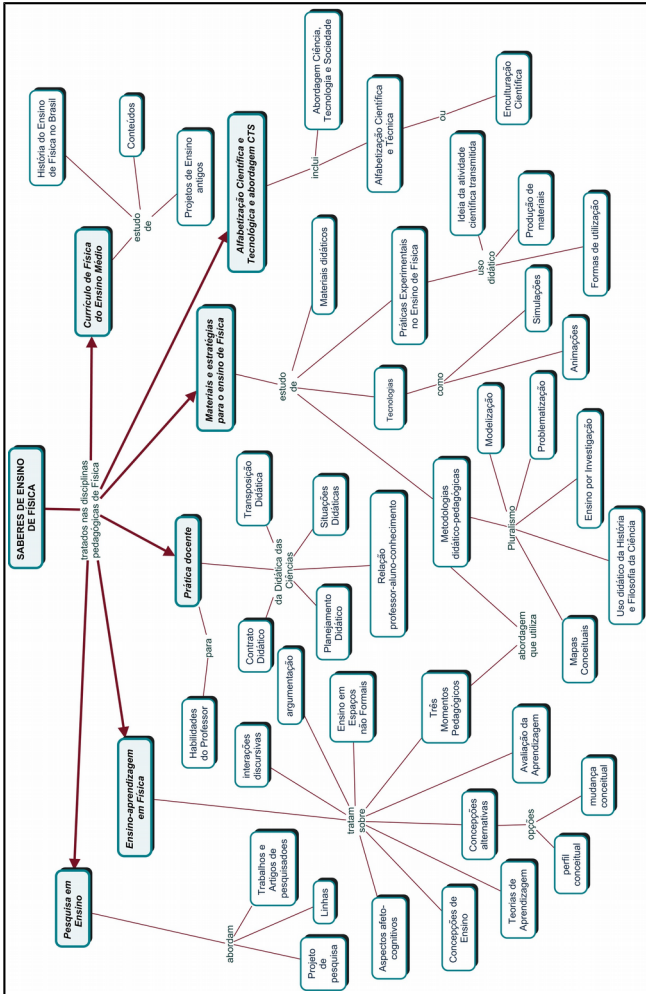 SABERES DE ENSINO
DE FÍSICA
tratados nas disciplinas
pedagógicas de Física
Pesquisa em
Ensino
abordam
Projeto
de
pesquisa
Linhas
Trabalhos e
Artigos de
pesquisadoes
Ensino-aprendizagem
em Física
tratam
sobre
Aspectos afeto-
cognitivos
Concepções de
Ensino
Teorias de
Aprendizagem
Concepções
alternativas
opções
perfil
conceitual
mudança
conceitual
Avaliação da
Aprendizagem
Três
Momentos
Pedagógicos
Ensino em
Espaços
não Formais
argumentação
interações
discursivas
Prática docente
para
Habilidades
do Professor
da Didática das
Ciências
Contrato
Didático
Planejamento
Didático
Relação
professor-aluno-conhecimento
Situações
Didáticas
Transposição
Didática
Materiais e estratégias
para o ensino de Física
estudo
de
Metodologias
didático-pedagógicas
abordagem
que utiliza
Pluralismo
Mapas
Conceituais
Uso didático da História
e Filosofia da Ciência
Ensino por Investigação
Problematização
Modelização
Tecnologias
como
Animações
Simulações
Práticas Experimentais
no Ensino de Física
uso
didático
Formas de utilização
Produção de
materiais
Ideia da atividade
científica transmitida
Materiais didáticos
Currículo de Física
do Ensino Médio
estudo
de
História do Ensino
de Física no Brasil
Conteúdos
Projetos de Ensino
antigos
Alfabetização Científica e
Tecnológica e abordagem CTS
inclui
Abordagem Ciência,
Tecnologia e Sociedade
Alfabetização Científica
e Técnica
ou
Enculturação
Científica